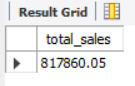 Result Grid
total_sales
817860.05